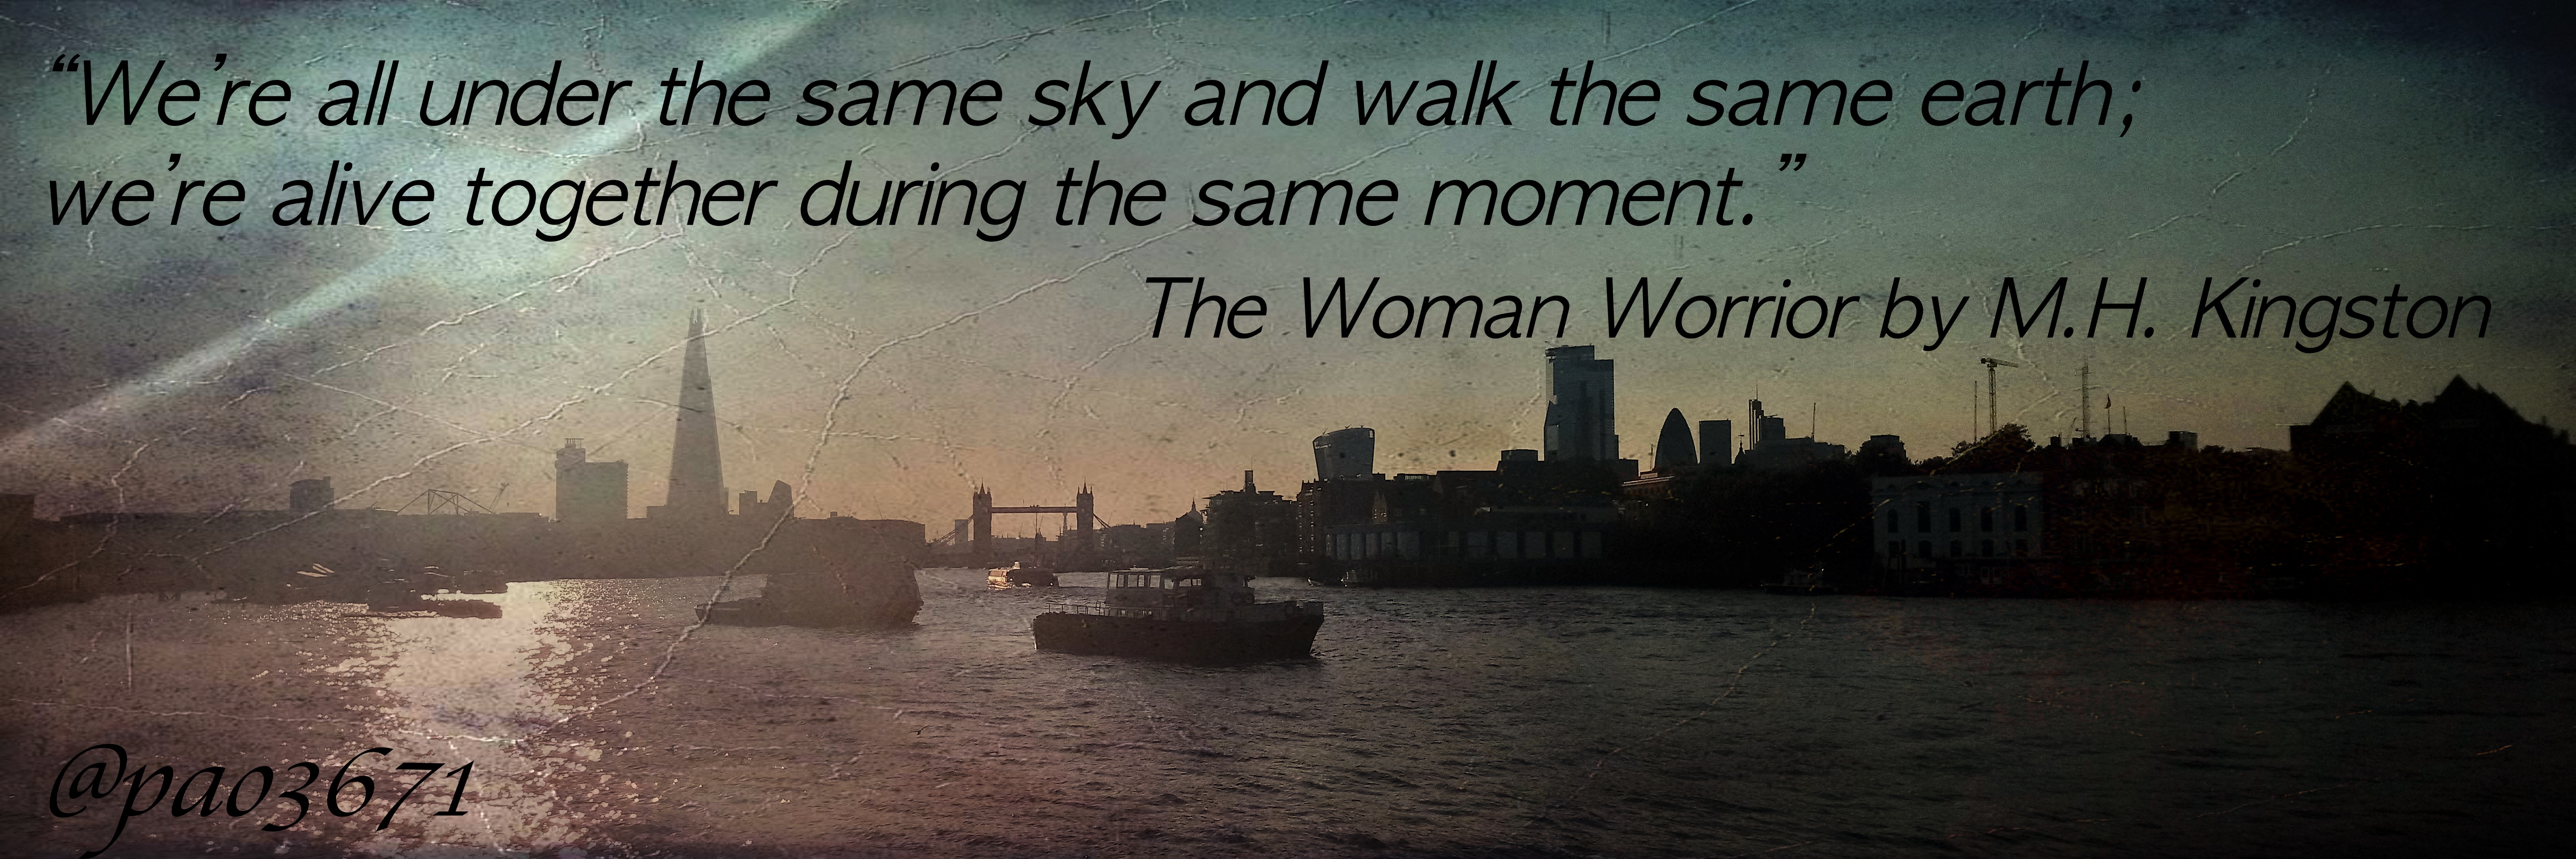 “We’re all under the same sky and walk the same earth;
we’re alive together during the same moment.”
The Woman Worrior by M.H. Kingston
@pao3671